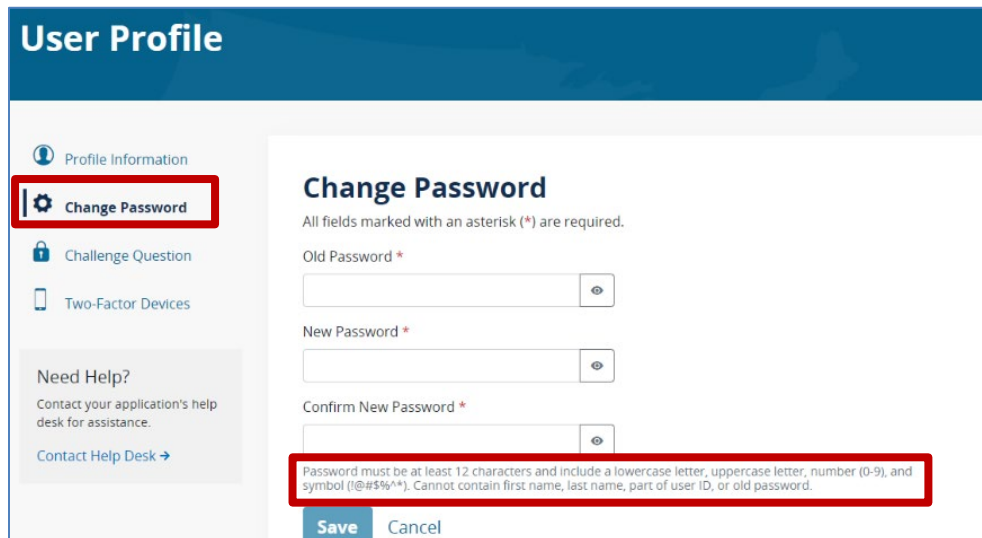 User Profile
Profile Information
Change Password
Challenge Question
Two-Factor Devices
Need Help?
Contact your application's help
desk for assistance.
Contact Help Desk →
Change Password
All fields marked with an asterisk (*) are required.
Old Password *
New Password *
Confirm New Password *
Password must be at least 12 characters and include a lowercase letter, uppercase letter, number (0-9), and
symbol (!@#$%^*). Cannot contain first name, last name, part of user ID, or old password.
Save Cancel